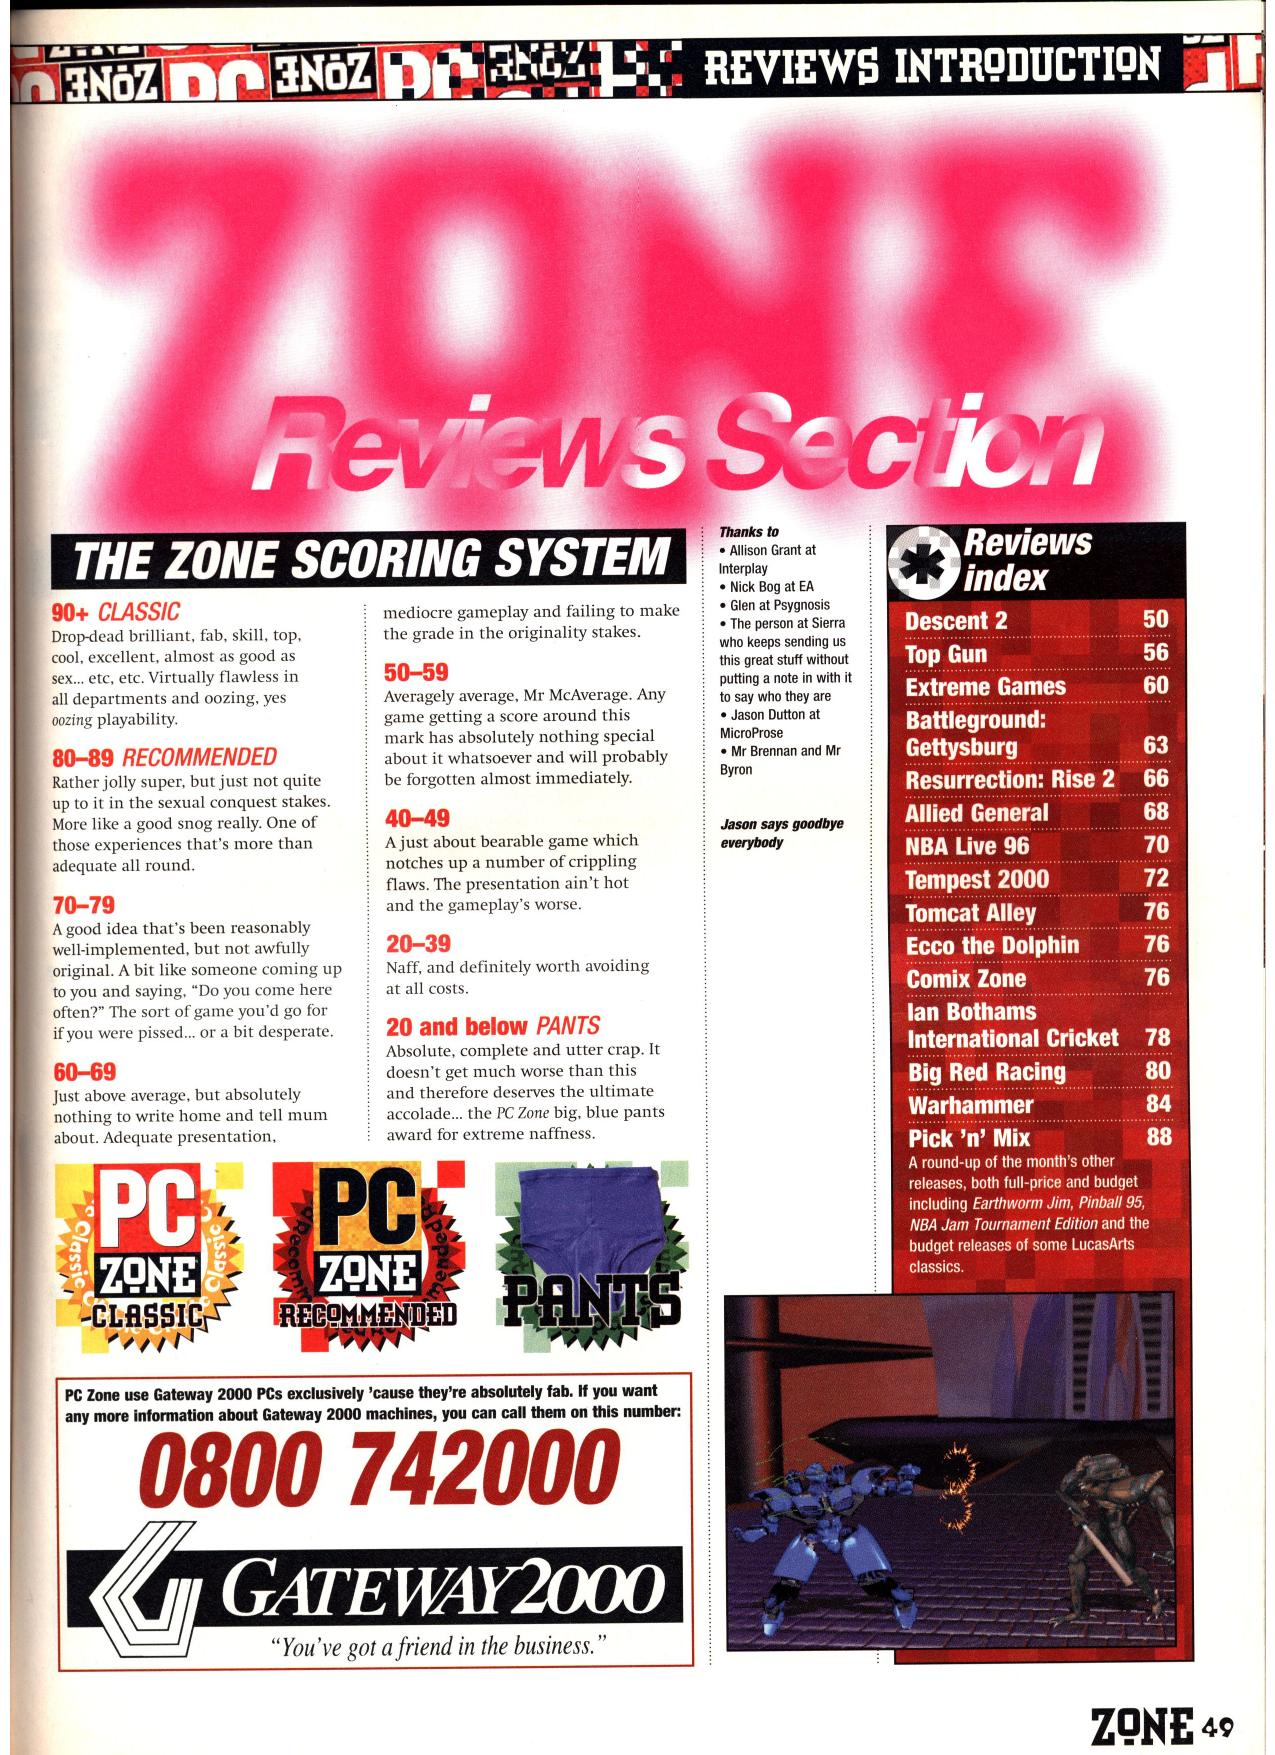 REVIEWS INTRODUCTION
ZONE
Reviews Section
THE ZONE SCORING SYSTEM
90+ CLASSIC
Drop-dead brilliant, fab, skill, top,
cool, excellent, almost as good as
sex... etc, etc. Virtually flawless in
all departments and oozing, yes
oozing playability.
80–89 RECOMMENDED
Rather jolly super, but just not quite
up to it in the sexual conquest stakes.
More like a good snog really. One of
those experiences that's more than
adequate all round.
70–79
A good idea that's been reasonably
well-implemented, but not awfully
original. A bit like someone coming up
to you and saying, “Do you come here
often?” The sort of game you'd go for
if you were pissed... or a bit desperate.
60–69
Just above average, but absolutely
nothing to write home and tell mum
about. Adequate presentation,
mediocre gameplay and failing to make
the grade in the originality stakes.
50–59
Averagely average, Mr McAverage. Any
game getting a score around this
mark has absolutely nothing special
about it whatsoever and will probably
be forgotten almost immediately.
40–49
A just about bearable game which
notches up a number of crippling
flaws. The presentation ain't hot
and the gameplay's worse.
20–39
Naff, and definitely worth avoiding
at all costs.
20 and below PANTS
Absolute, complete and utter crap. It
doesn't get much worse than this
and therefore deserves the ultimate
accolade... the PC Zone big, blue pants
award for extreme naffness.
PC
ZONE
CLASSIC
PC
ZONE
RECOMMENDED
PANTS
PC Zone use Gateway 2000 PCs exclusively 'cause they're absolutely fab. If you want
any more information about Gateway 2000 machines, you can call them on this number:
0800 742000
GATEWAY2000
“You've got a friend in the business.”
Thanks to
• Allison Grant at
Interplay
• Nick Bog at EA
• Glen at Psygnosis
• The person at Sierra
who keeps sending us
this great stuff without
putting a note in with it
to say who they are
• Jason Dutton at
MicroProse
• Mr Brennan and Mr
Byron
Jason says goodbye
everybody
Reviews
index
Descent 2 50
Top Gun 56
Extreme Games 60
Battleground:
Gettysburg 63
Resurrection: Rise 2 66
Allied General 68
NBA Live 96 70
Tempest 2000 72
Tomcat Alley 76
Ecco the Dolphin 76
Comix Zone 76
Ian Bothams
International Cricket 78
Big Red Racing 80
Warhammer 84
Pick 'n' Mix 88
A round-up of the month's other
releases, both full-price and budget
including Earthworm Jim, Pinball 95,
NBA Jam Tournament Edition and the
budget releases of some LucasArts
classics.
ZONE 49